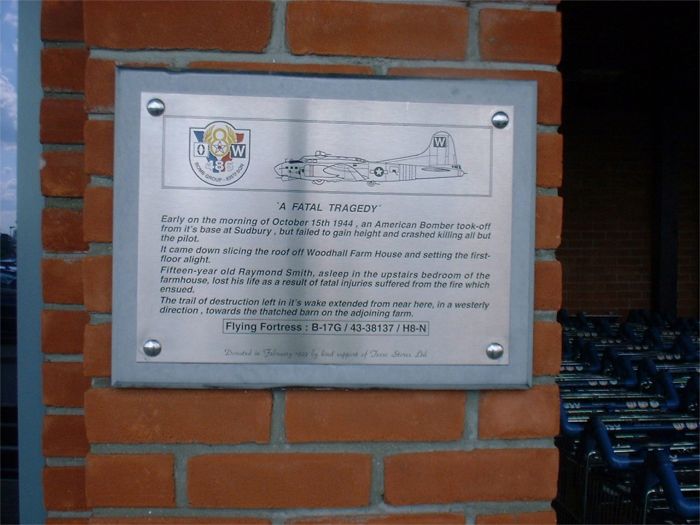 O W
486
BOMB GROUP
W
'A FATAL TRAGEDY'
Early on the morning of October 15th 1944 , an American Bomber took-off
from it's base at Sudbury , but failed to gain height and crashed killing all but
the pilot.
It came down slicing the roof off Woodhall Farm House and setting the first-
floor alight.
Fifteen-year old Raymond Smith, asleep in the upstairs bedroom of the
farmhouse, lost his life as a result of fatal injuries suffered from the fire which
ensued.
The trail of destruction left in it's wake extended from near here, in a westerly
direction , towards the thatched barn on the adjoining farm.
Flying Fortress : B-17G / 43-38137 / H8-N
Donated in February by kind support of Tesco Stores Ltd.